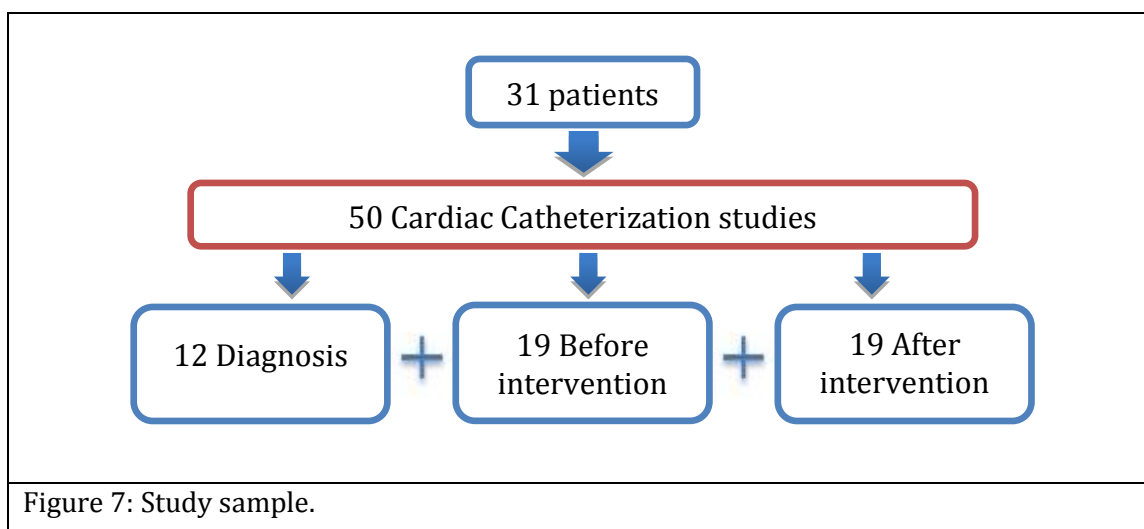 31 patients
50 Cardiac Catheterization studies
12 Diagnosis
19 Before
intervention
19 After
intervention
Figure 7: Study sample.